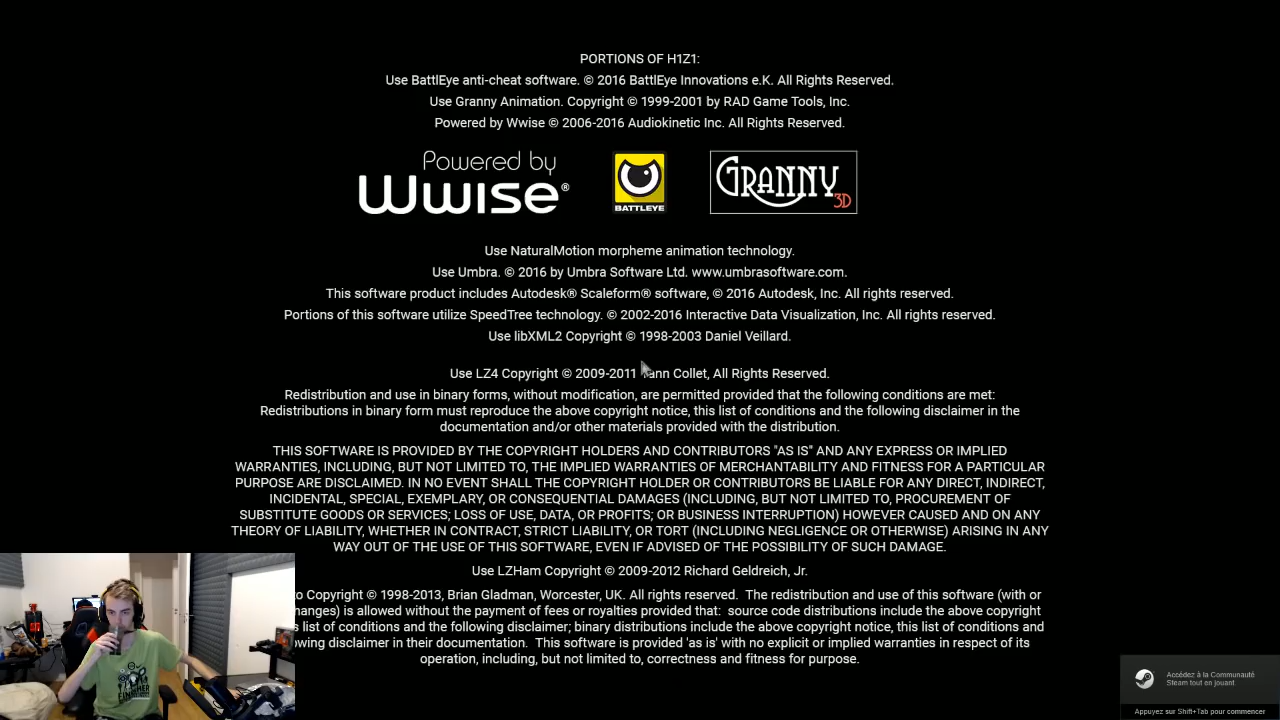 PORTIONS OF H1Z1:
Use BattlEye anti-cheat software. © 2016 BattlEye Innovations e.K. All Rights Reserved.
Use Granny Animation. Copyright © 1999-2001 by RAD Game Tools, Inc.
Powered by Wwise © 2006-2016 Audiokinetic Inc. All Rights Reserved.
Powered by
Wwise®
BATTLEYE
GRANNY 3D
Use NaturalMotion morpheme animation technology.
Use Umbra. © 2016 by Umbra Software Ltd. www.umbrasoftware.com.
This software product includes Autodesk® Scaleform® software, © 2016 Autodesk, Inc. All rights reserved.
Portions of this software utilize SpeedTree technology. © 2002-2016 Interactive Data Visualization, Inc. All rights reserved.
Use libXML2 Copyright © 1998-2003 Daniel Veillard.
Use LZ4 Copyright © 2009-2011 Yann Collet, All Rights Reserved.
Redistribution and use in binary forms, without modification, are permitted provided that the following conditions are met:
Redistributions in binary form must reproduce the above copyright notice, this list of conditions and the following disclaimer in the
documentation and/or other materials provided with the distribution.
THIS SOFTWARE IS PROVIDED BY THE COPYRIGHT HOLDERS AND CONTRIBUTORS "AS IS" AND ANY EXPRESS OR IMPLIED
WARRANTIES, INCLUDING, BUT NOT LIMITED TO, THE IMPLIED WARRANTIES OF MERCHANTABILITY AND FITNESS FOR A PARTICULAR
PURPOSE ARE DISCLAIMED. IN NO EVENT SHALL THE COPYRIGHT HOLDER OR CONTRIBUTORS BE LIABLE FOR ANY DIRECT, INDIRECT,
INCIDENTAL, SPECIAL, EXEMPLARY, OR CONSEQUENTIAL DAMAGES (INCLUDING, BUT NOT LIMITED TO, PROCUREMENT OF
SUBSTITUTE GOODS OR SERVICES; LOSS OF USE, DATA, OR PROFITS; OR BUSINESS INTERRUPTION) HOWEVER CAUSED AND ON ANY
THEORY OF LIABILITY, WHETHER IN CONTRACT, STRICT LIABILITY, OR TORT (INCLUDING NEGLIGENCE OR OTHERWISE) ARISING IN ANY
WAY OUT OF THE USE OF THIS SOFTWARE, EVEN IF ADVISED OF THE POSSIBILITY OF SUCH DAMAGE.
Use LZHam Copyright © 2009-2012 Richard Geldreich, Jr.
Copyright © 1998-2013, Brian Gladman, Worcester, UK. All rights reserved. The redistribution and use of this software (with or
is allowed without the payment of fees or royalties provided that: source code distributions include the above copyright
list of conditions and the following disclaimer; binary distributions include the above copyright notice, this list of conditions and
disclaimer in their documentation. This software is provided 'as is' with no explicit or implied warranties in respect of its
operation, including, but not limited to, correctness and fitness for purpose.
Accédez à la Communauté
Steam tout en jouant
Appuyez sur Shift+Tab pour commencer